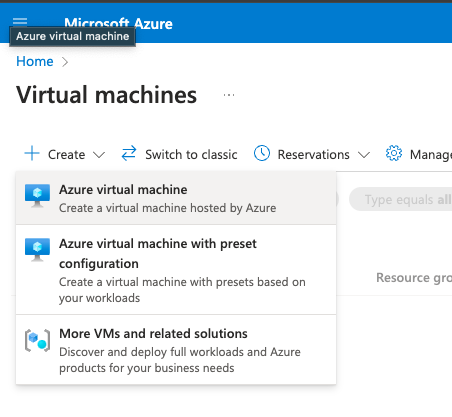 Microsoft Azure
Azure virtual machine
Home
Virtual machines
Create
Switch to classic
Reservations
Manage
Azure virtual machine
Create a virtual machine hosted by Azure
Type equals all
Azure virtual machine with preset
configuration
Create a virtual machine with presets based on
your workloads
Resource gro
More VMs and related solutions
Discover and deploy full workloads and Azure
products for your business needs